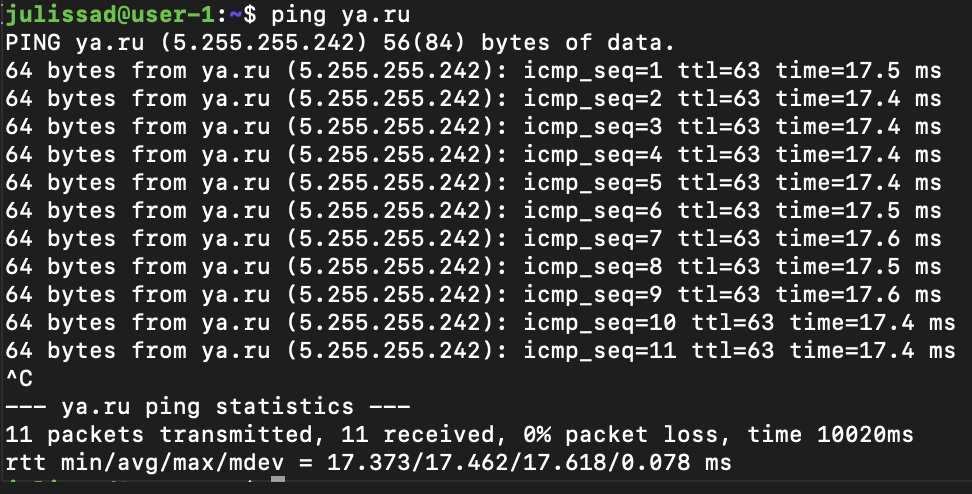 julissad@user-1:~$ ping ya.ru
PING ya.ru (5.255.255.242) 56(84) bytes of data.
64 bytes from ya.ru (5.255.255.242): icmp_seq=1 ttl=63 time=17.5 ms
64 bytes from ya.ru (5.255.255.242): icmp_seq=2 ttl=63 time=17.4 ms
64 bytes from ya.ru (5.255.255.242): icmp_seq=3 ttl=63 time=17.4 ms
64 bytes from ya.ru (5.255.255.242): icmp_seq=4 ttl=63 time=17.4 ms
64 bytes from ya.ru (5.255.255.242): icmp_seq=5 ttl=63 time=17.4 ms
64 bytes from ya.ru (5.255.255.242): icmp_seq=6 ttl=63 time=17.5 ms
64 bytes from ya.ru (5.255.255.242): icmp_seq=7 ttl=63 time=17.6 ms
64 bytes from ya.ru (5.255.255.242): icmp_seq=8 ttl=63 time=17.5 ms
64 bytes from ya.ru (5.255.255.242): icmp_seq=9 ttl=63 time=17.6 ms
64 bytes from ya.ru (5.255.255.242): icmp_seq=10 ttl=63 time=17.4 ms
64 bytes from ya.ru (5.255.255.242): icmp_seq=11 ttl=63 time=17.4 ms
^C
--- ya.ru ping statistics ---
11 packets transmitted, 11 received, 0% packet loss, time 10020ms
rtt min/avg/max/mdev = 17.373/17.462/17.618/0.078 ms